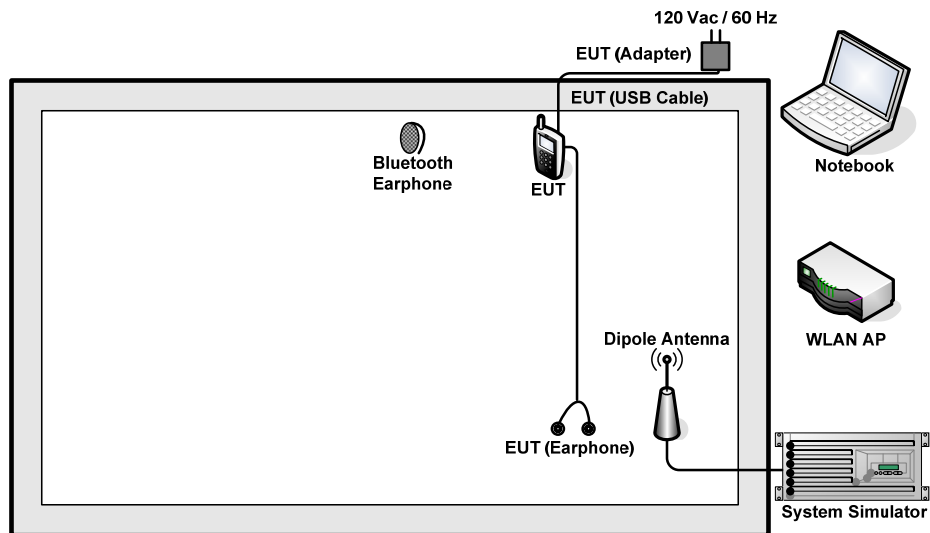 120 Vac / 60 Hz
EUT (Adapter)
EUT (USB Cable)
Bluetooth
Earphone
EUT
Notebook
WLAN AP
Dipole Antenna
EUT (Earphone)
System Simulator